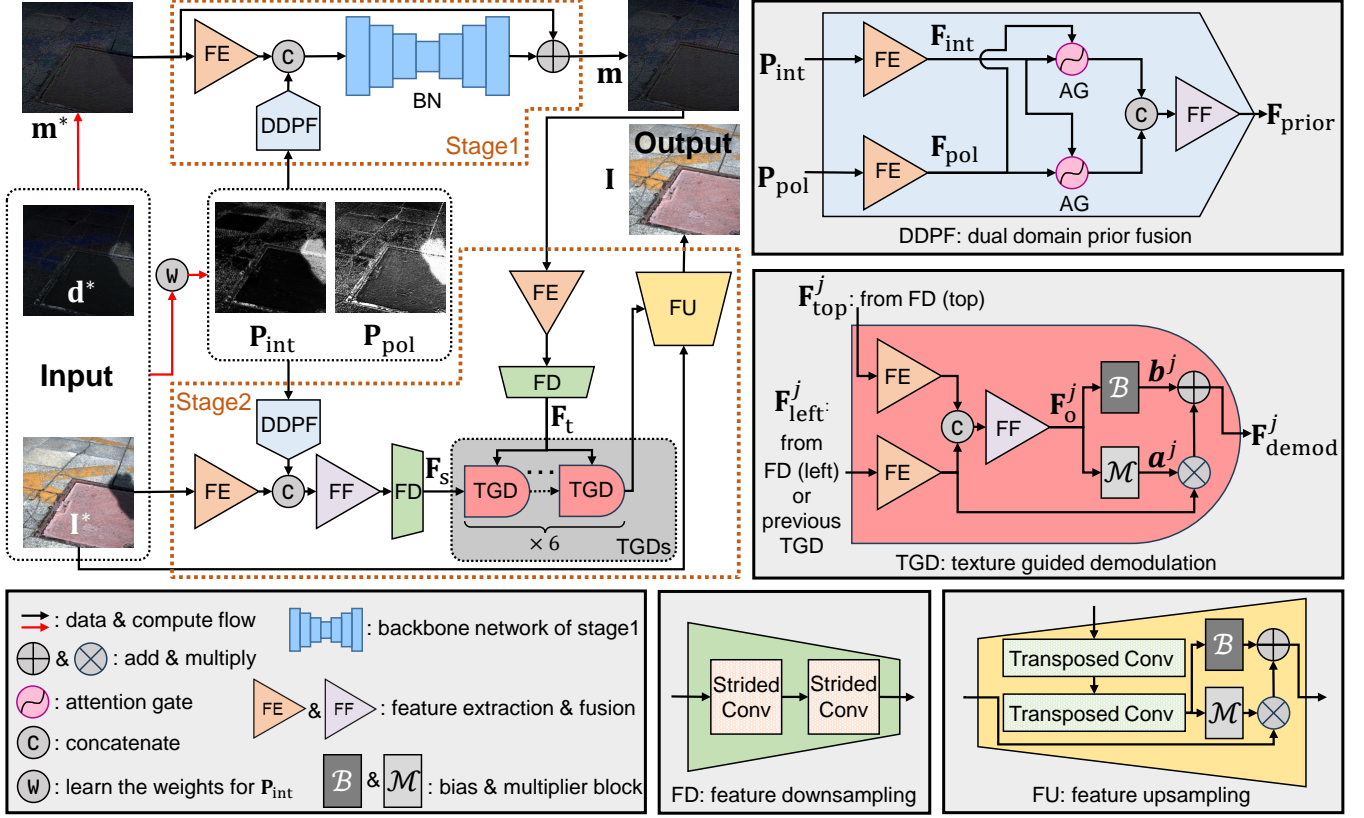 m*
FE
C
BN
DDPF
Stage1
m
Output
I
d*
W
P_int
P_pol
Input
I*
Stage2
DDPF
FE
C
FF
FD
F_s
FE
FD
F_t
TGD
...
TGD
× 6
TGDs
FU
P_int
FE
F_int
AG
P_pol
FE
F_pol
AG
C
FF
F_prior
DDPF: dual domain prior fusion
F_top^j: from FD (top)
F_left^j:
from
FD (left)
or
previous
TGD
FE
FE
C
FF
F_o^j
ℬ
b^j
ℳ
a^j
F_demod^j
TGD: texture guided demodulation
: data & compute flow
& : add & multiply
: attention gate
C : concatenate
W : learn the weights for P_int
: backbone network of stage1
FE & FF : feature extraction & fusion
ℬ & ℳ : bias & multiplier block
Strided
Conv
Strided
Conv
FD: feature downsampling
Transposed Conv
Transposed Conv
ℬ
ℳ
FU: feature upsampling